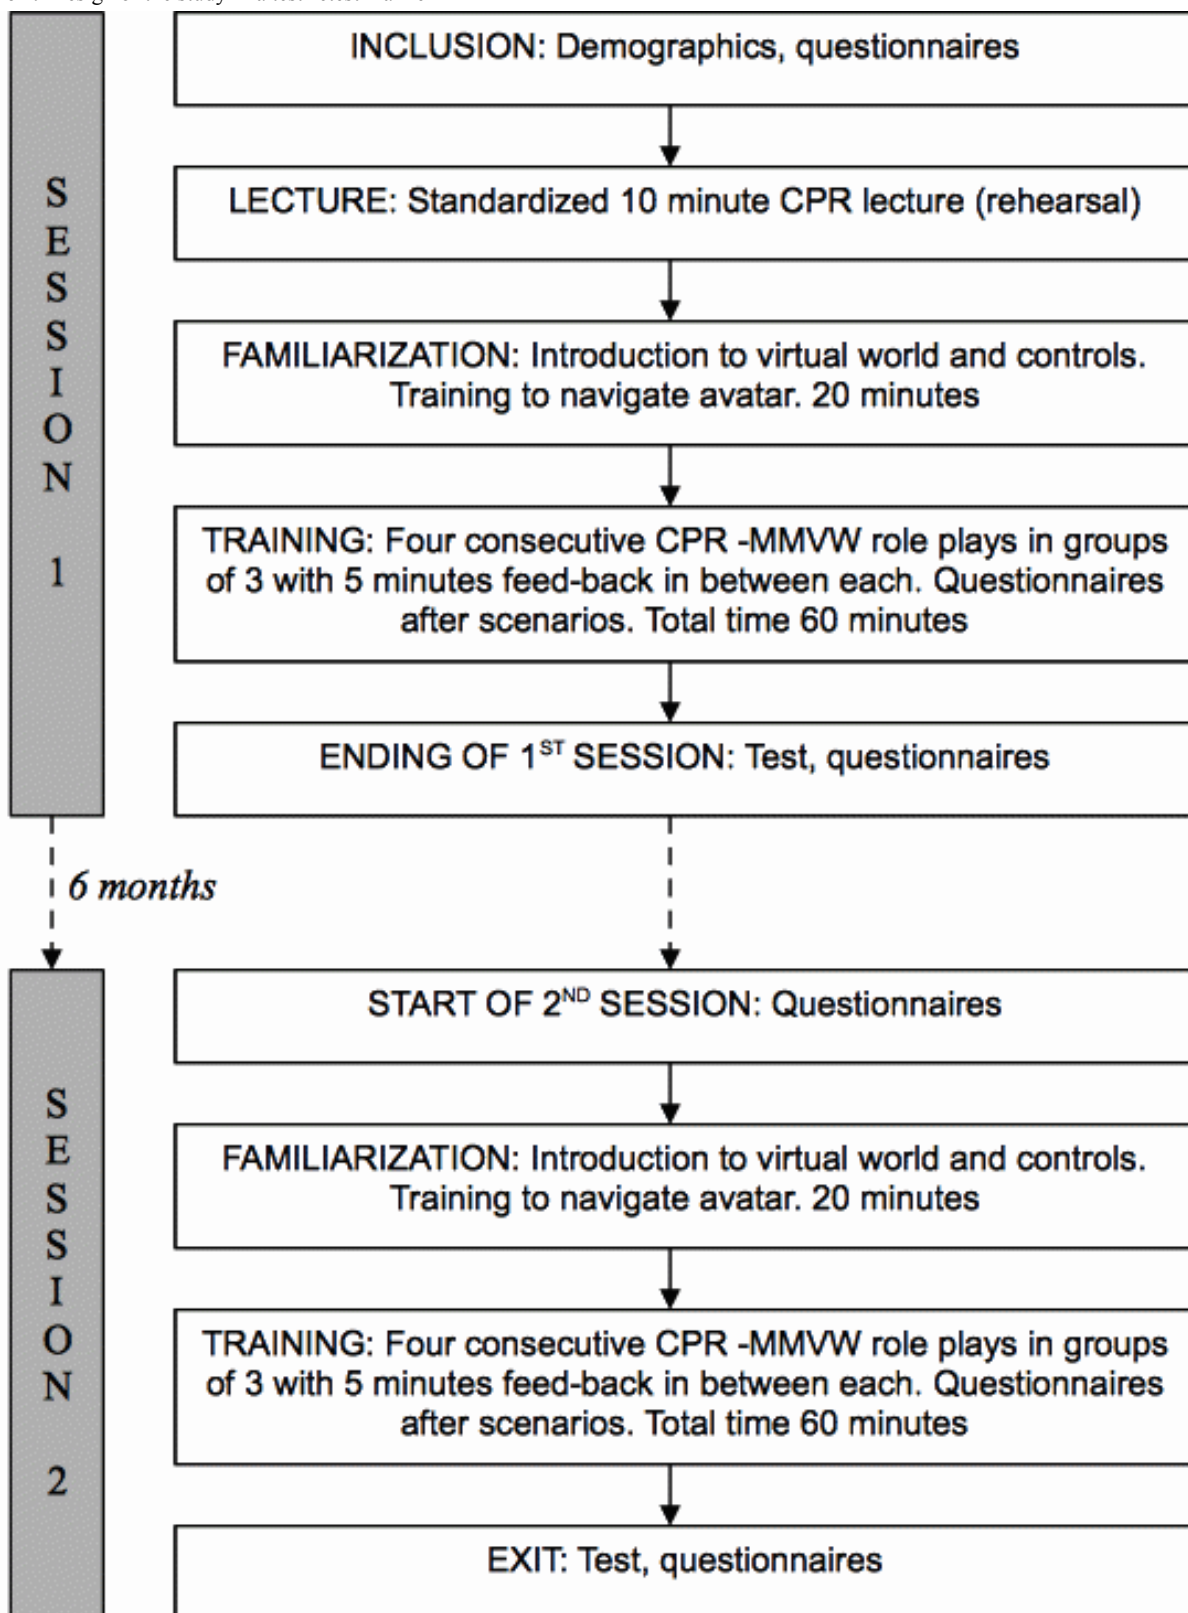 INCLUSION: Demographics, questionnaires
LECTURE: Standardized 10 minute CPR lecture (rehearsal)
FAMILIARIZATION: Introduction to virtual world and controls.
Training to navigate avatar. 20 minutes
TRAINING: Four consecutive CPR -MMVW role plays in groups
of 3 with 5 minutes feed-back in between each. Questionnaires
after scenarios. Total time 60 minutes
ENDING OF 1ST SESSION: Test, questionnaires
SESSION 1
6 months
START OF 2ND SESSION: Questionnaires
FAMILIARIZATION: Introduction to virtual world and controls.
Training to navigate avatar. 20 minutes
TRAINING: Four consecutive CPR -MMVW role plays in groups
of 3 with 5 minutes feed-back in between each. Questionnaires
after scenarios. Total time 60 minutes
EXIT: Test, questionnaires
SESSION 2